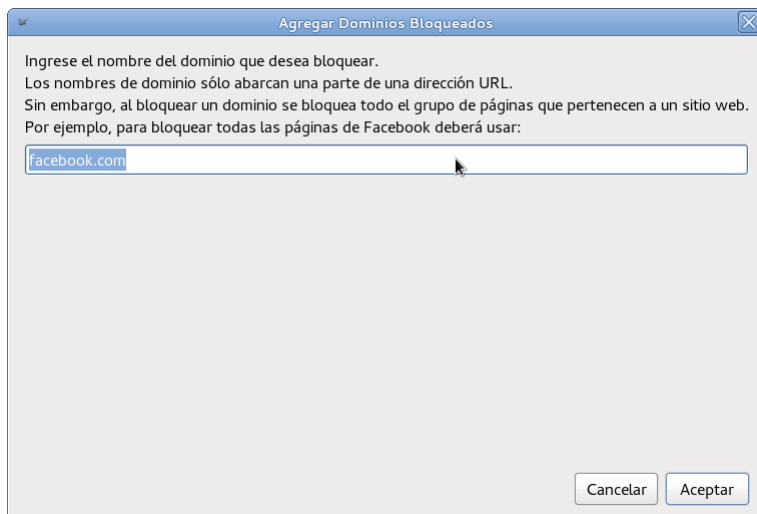 Agregar Dominios Bloqueados
Ingrese el nombre del dominio que desea bloquear.
Los nombres de dominio sólo abarcan una parte de una dirección URL.
Sin embargo, al bloquear un dominio se bloquea todo el grupo de páginas que pertenecen a un sitio web.
Por ejemplo, para bloquear todas las páginas de Facebook deberá usar:
facebook.com
Cancelar Aceptar